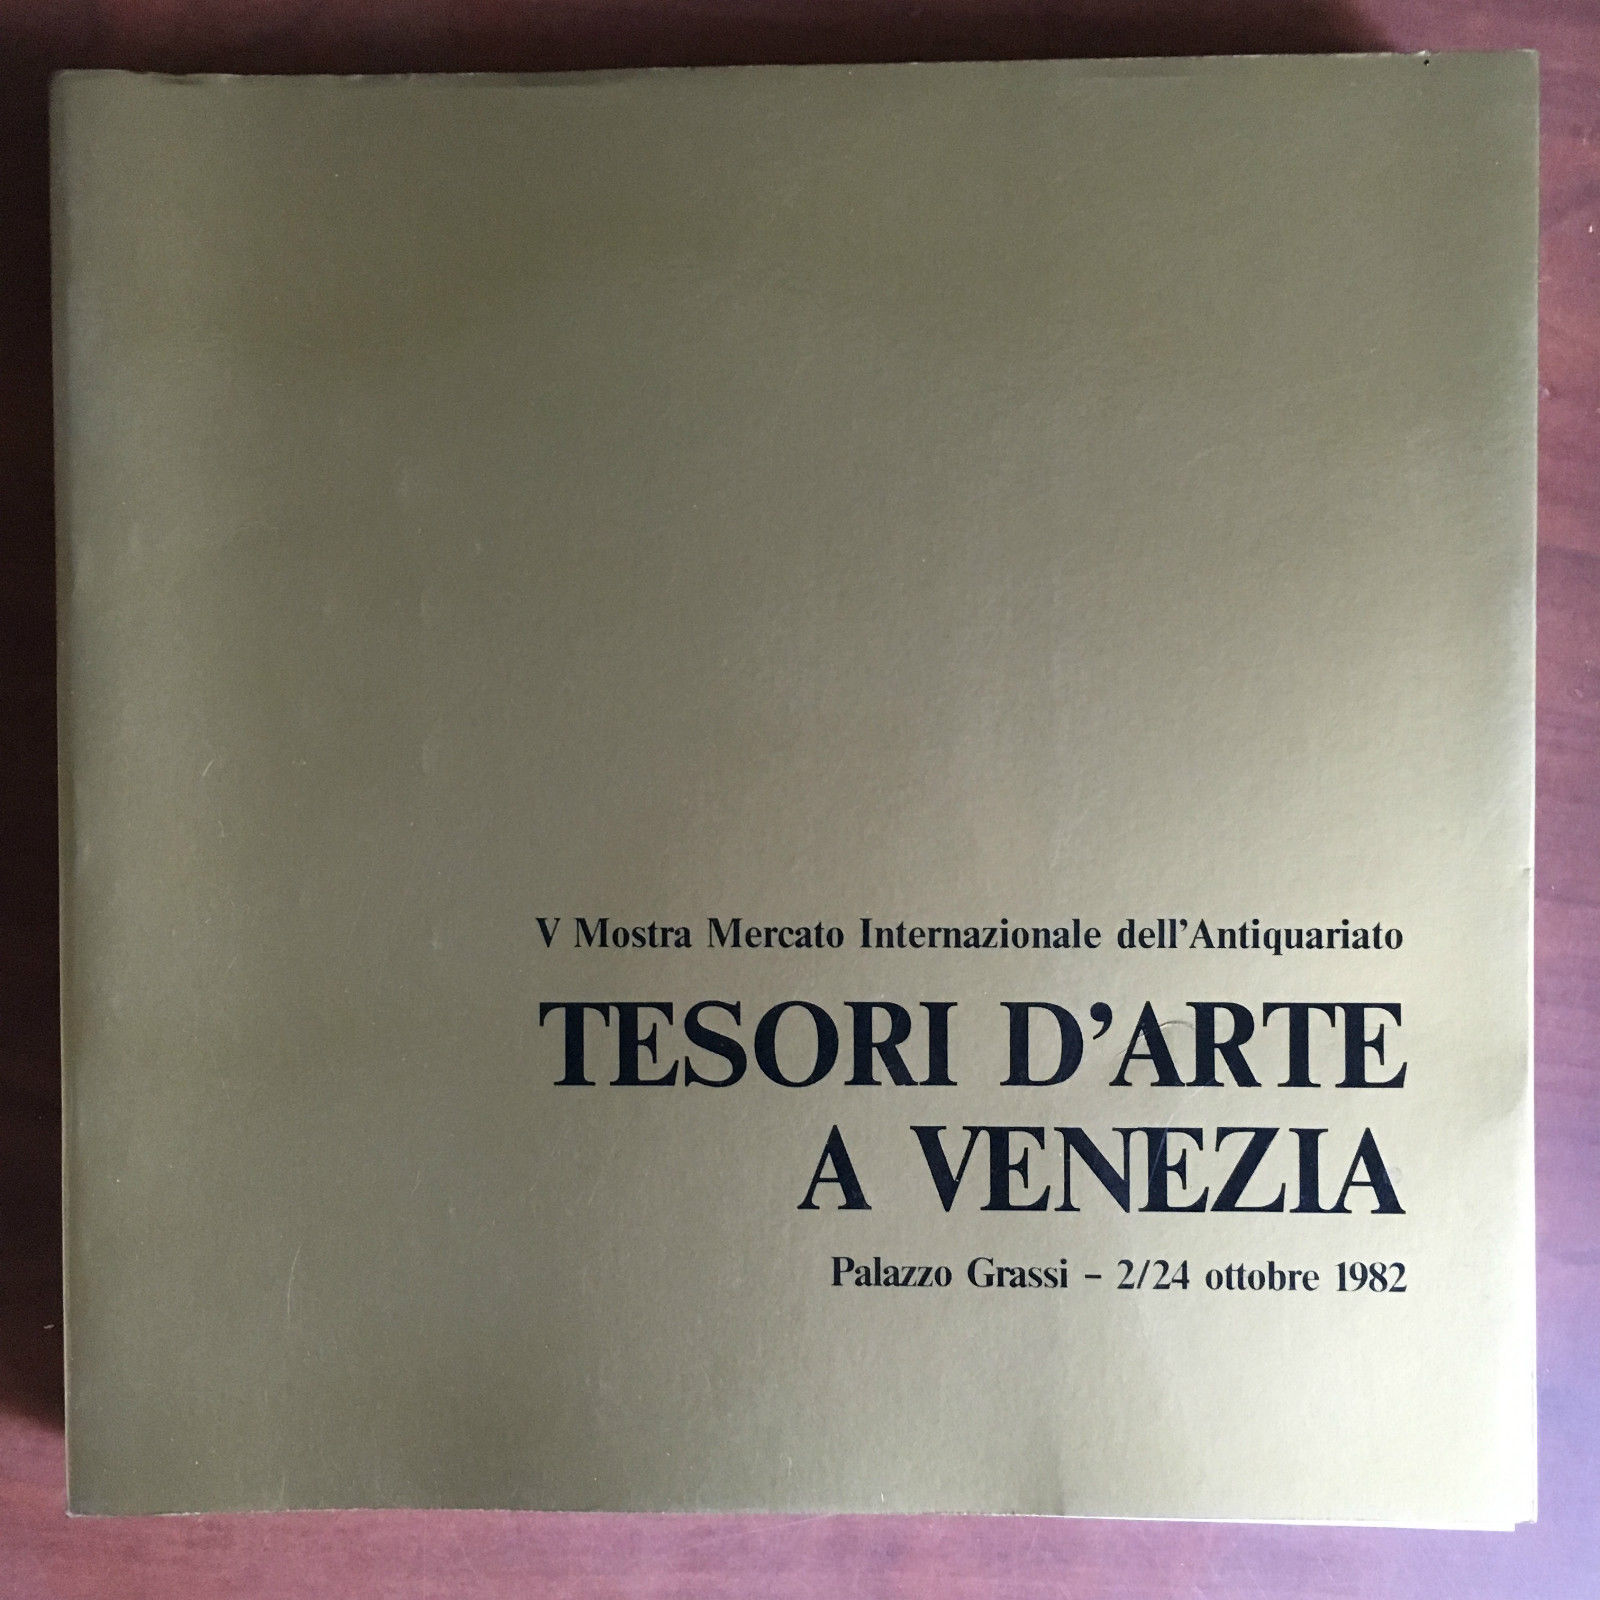 V Mostra Mercato Internazionale dell’Antiquariato
TESORI D’ARTE
A VENEZIA
Palazzo Grassi – 2/24 ottobre 1982